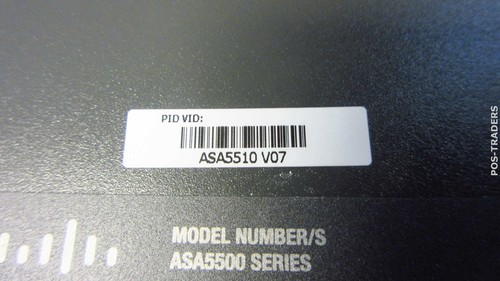 PID VID:
ASA5510 V07
MODEL NUMBER/S
ASA5500 SERIES
POS-TRADERS